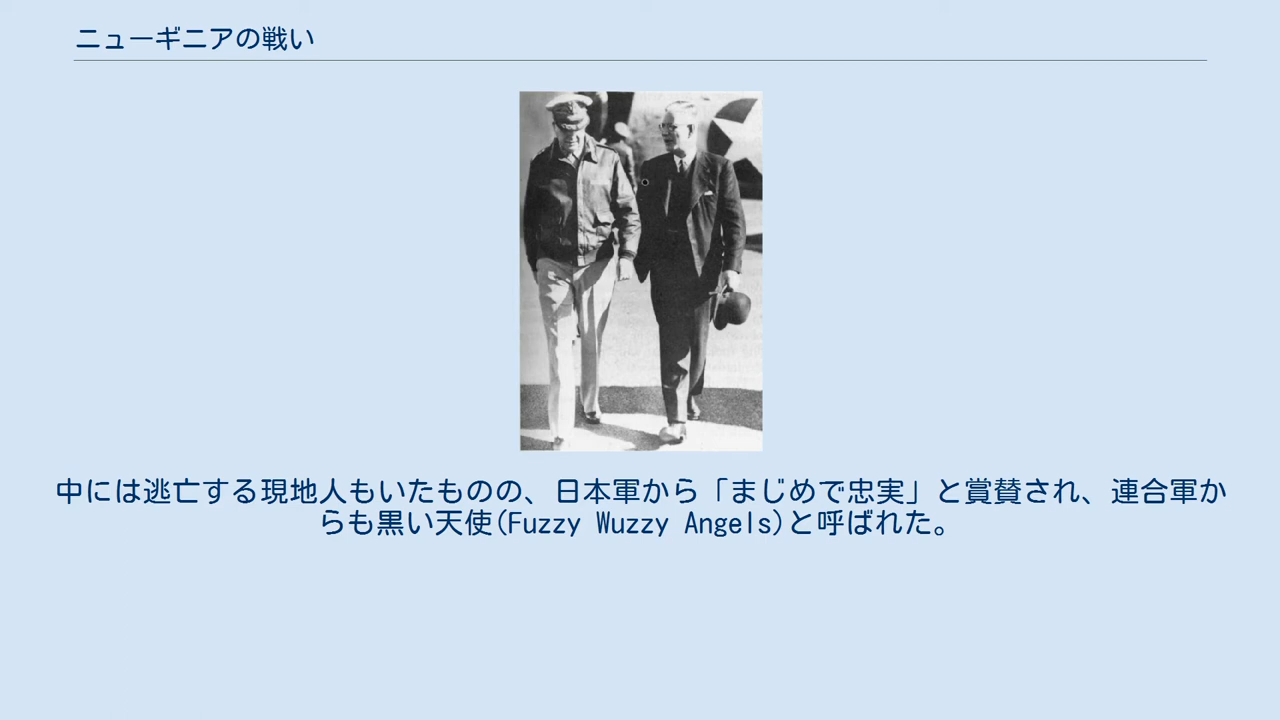 ニューギニアの戦い
中には逃亡する現地人もいたものの、日本軍から「まじめで忠実」と賞賛され、連合軍か
らも黒い天使(Fuzzy Wuzzy Angels)と呼ばれた。